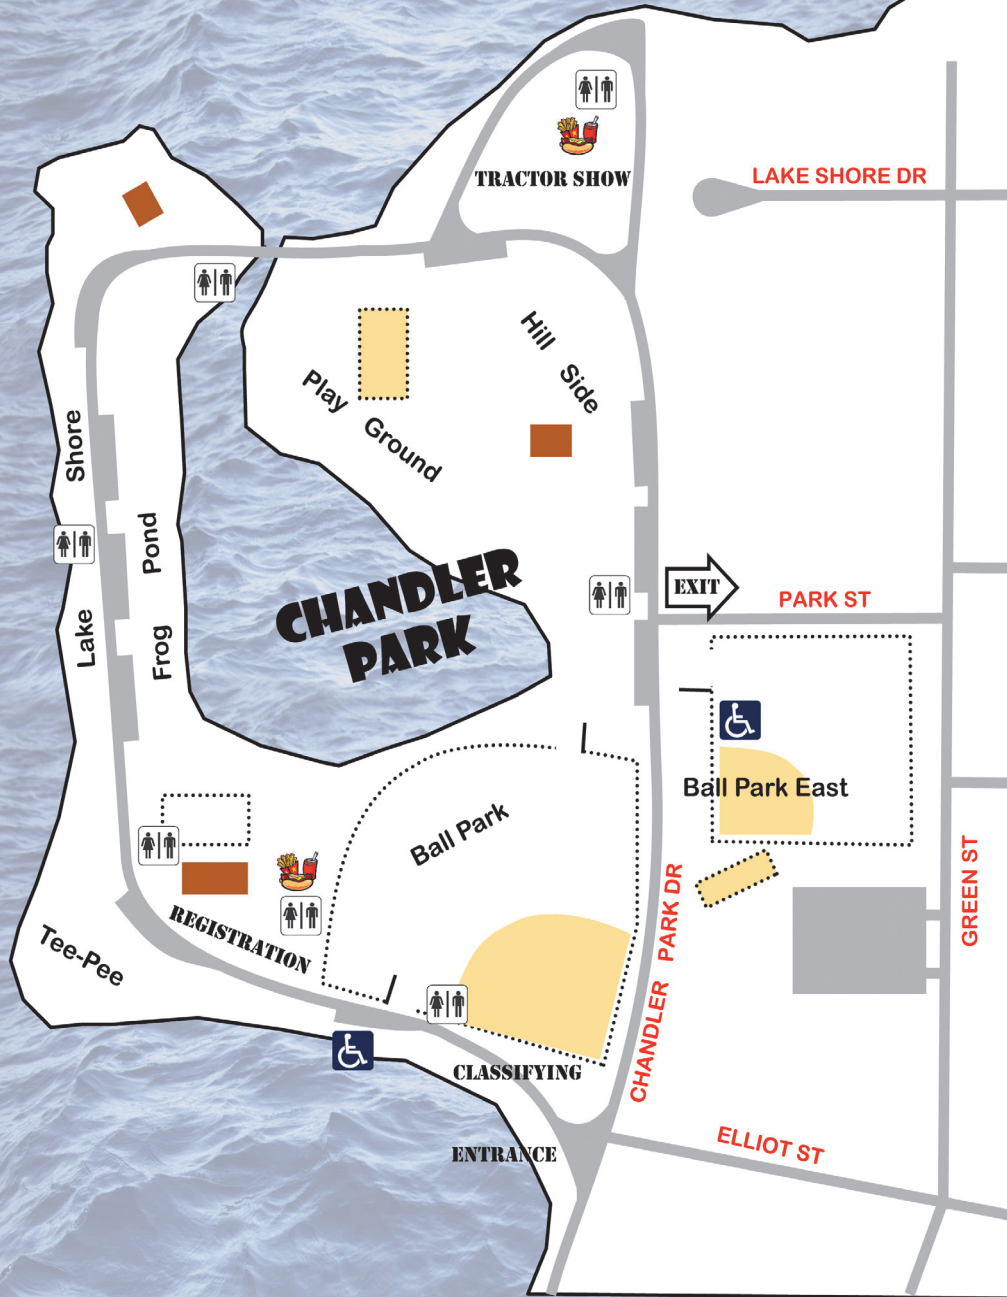 TRACTOR SHOW
LAKE SHORE DR
Hill Side
Play Ground
Lake Shore
Frog Pond
CHANDLER
PARK
EXIT
PARK ST
Ball Park East
Ball Park
GREEN ST
CHANDLER PARK DR
REGISTRATION
Tee-Pee
CLASSIFYING
ENTRANCE
ELLIOT ST